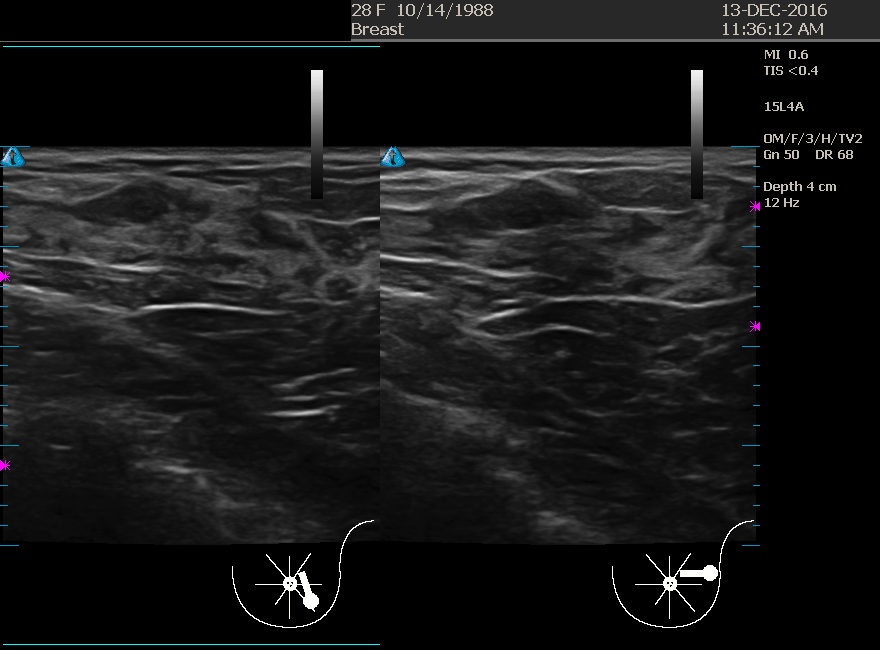 28 F 10/14/1988
13-DEC-2016
Breast
11:36:12 AM
MI 0.6
TIS <0.4
15L4A
OM/F/3/H/TV2
Gn 50 DR 68
Depth 4 cm
12 Hz